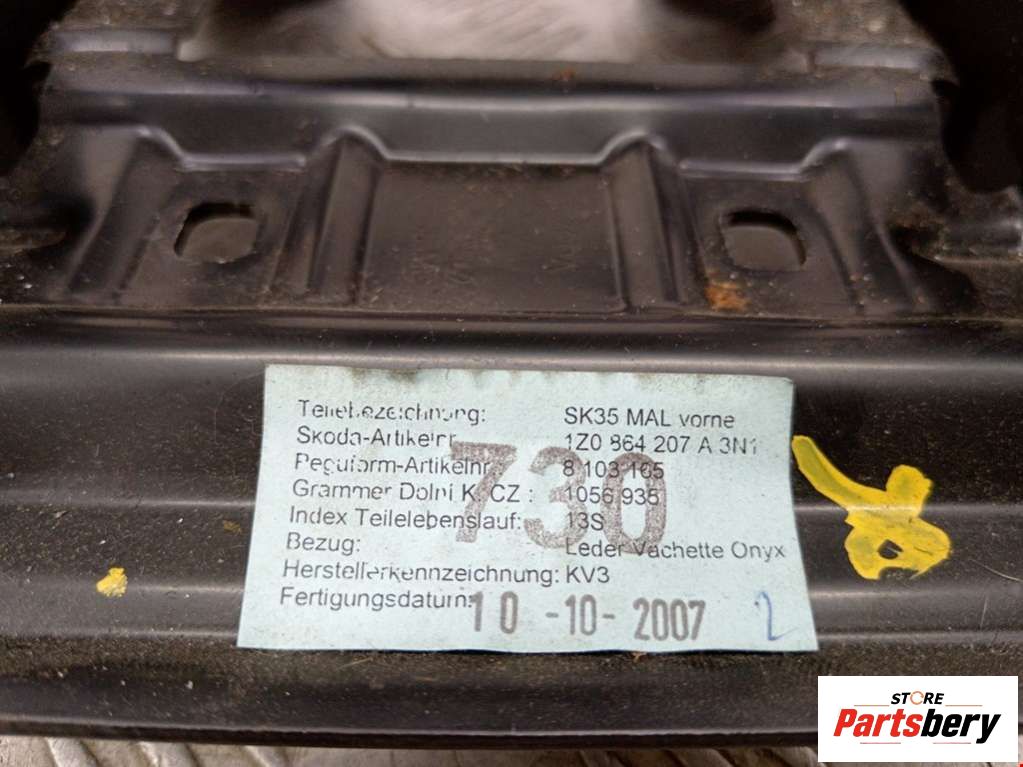 Teilebezeichnung: SK35 MAL vorne
Skoda-Artikelnr. 1Z0 864 207 A 3N1
Peguform-Artikelnr. 8 103 165
Grammer Dolni K. CZ : 1056 935
730
Index Teilelebenslauf: 13S
Bezug: Leder Vachette Onyx
Herstellerkennzeichnung: KV3
Fertigungsdatum: 10 -10- 2007 2
STORE
Partsbery